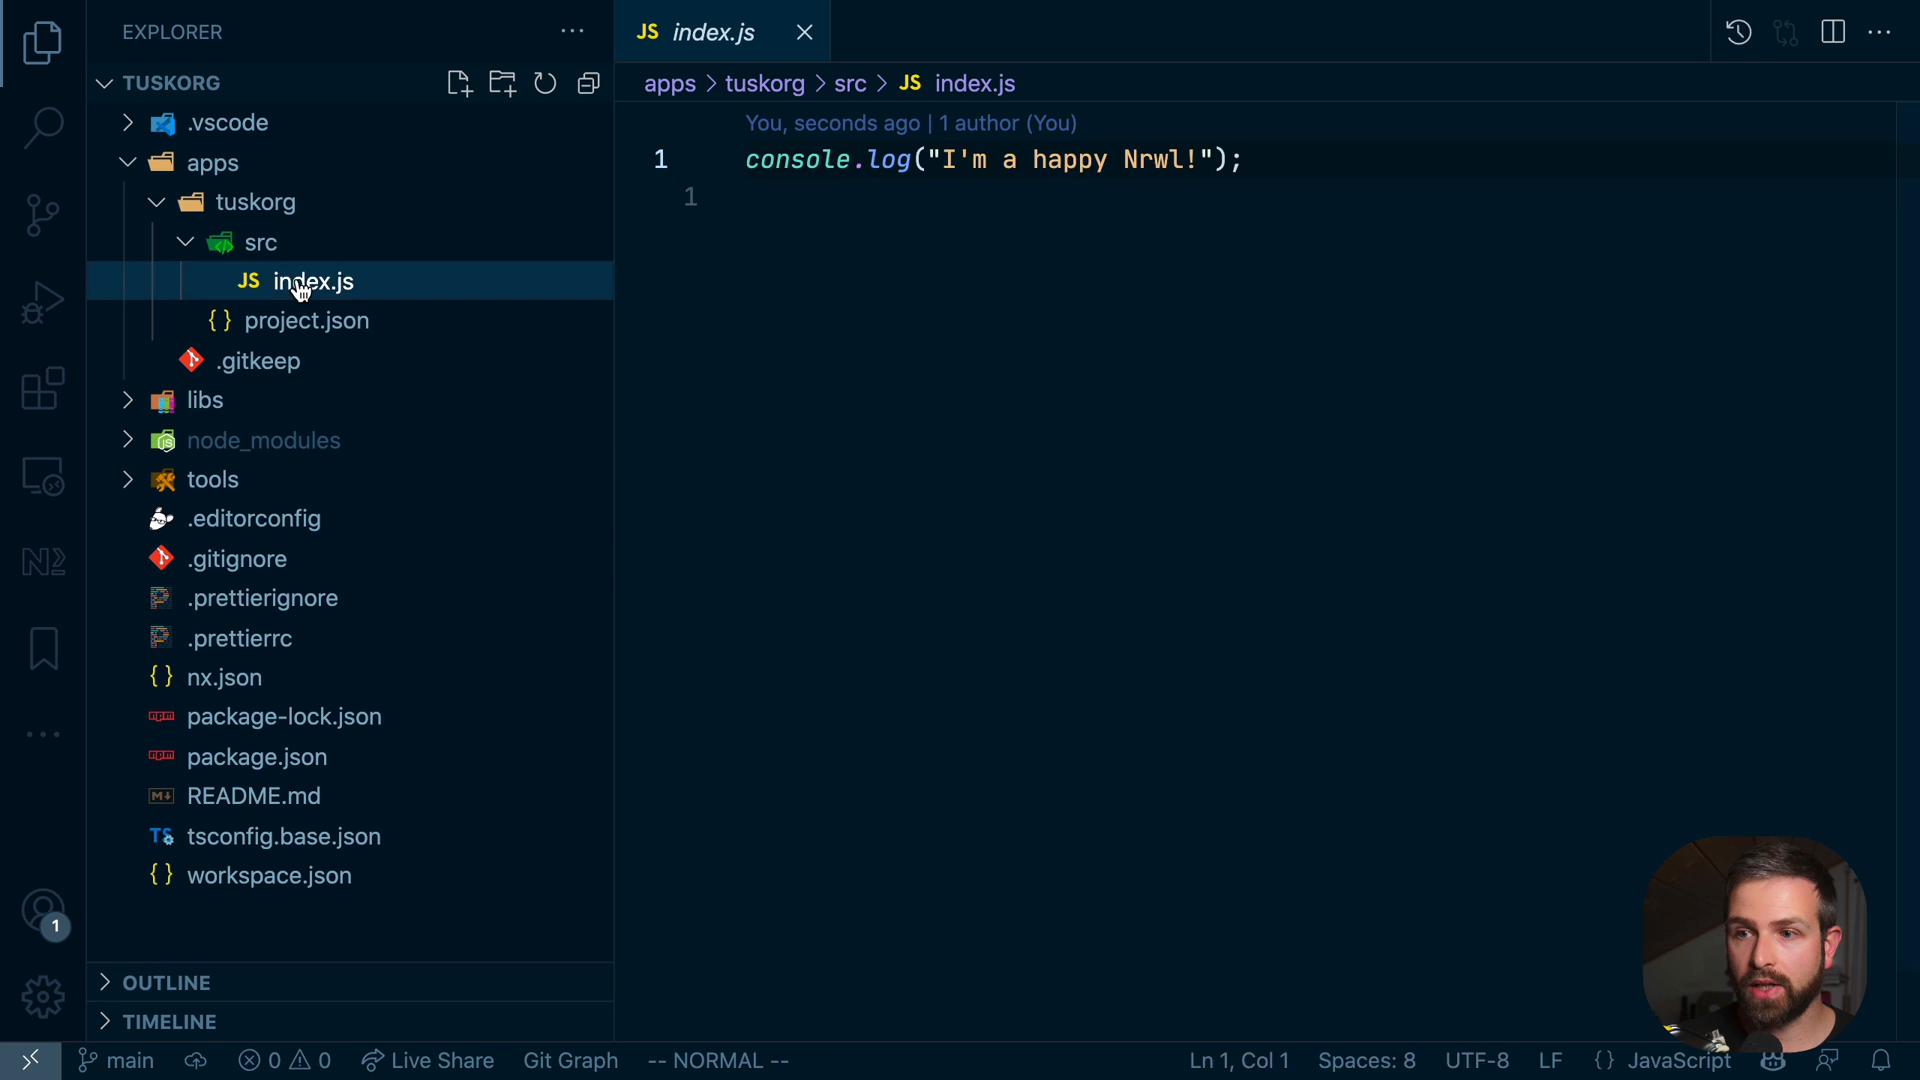 EXPLORER
TUSKORG
.vscode
apps
tuskorg
src
JS index.js
{ } project.json
.gitkeep
libs
node_modules
tools
.editorconfig
.gitignore
.prettierignore
.prettierrc
{ } nx.json
package-lock.json
package.json
README.md
TS tsconfig.base.json
{ } workspace.json
OUTLINE
TIMELINE
1
JS index.js
apps > tuskorg > src > JS index.js
You, seconds ago | 1 author (You)
1 console.log("I'm a happy Nrwl!");
1
main 0 0 Live Share Git Graph -- NORMAL -- Ln 1, Col 1 Spaces: 8 UTF-8 LF { } JavaScript